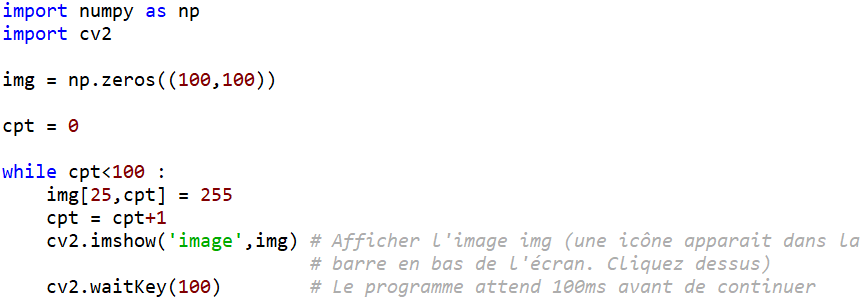 import numpy as np
import cv2
img = np.zeros((100,100))
cpt = 0
while cpt<100 :
    img[25,cpt] = 255
    cpt = cpt+1
    cv2.imshow('image',img) # Afficher l'image img (une icône apparait dans la
                            # barre en bas de l'écran. Cliquez dessus)
    cv2.waitKey(100)        # Le programme attend 100ms avant de continuer